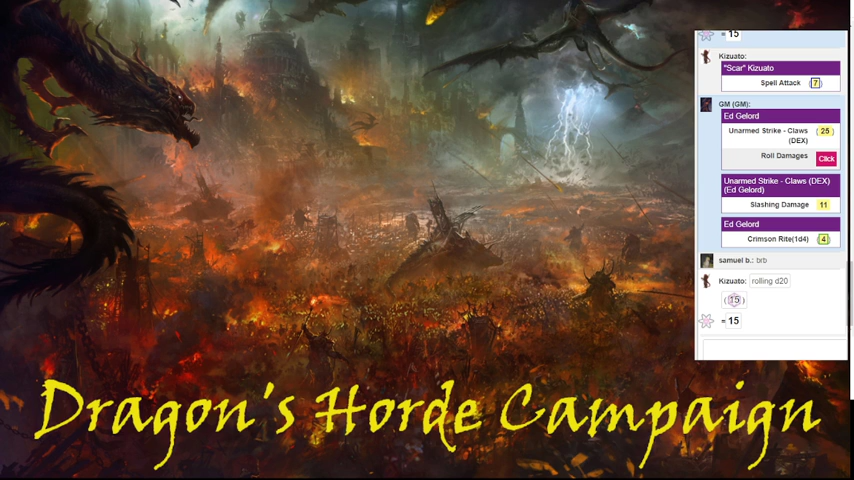 = 15
Kizuato:
"Scar" Kizuato
Spell Attack 7
GM (GM):
Ed Gelord
Unarmed Strike - Claws 25
(DEX)
Roll Damages Click
Unarmed Strike - Claws (DEX)
(Ed Gelord)
Slashing Damage 11
Ed Gelord
Crimson Rite(1d4) 4
samuel b.: brb
Kizuato: rolling d20
(15)
= 15
Dragon's Horde Campaign